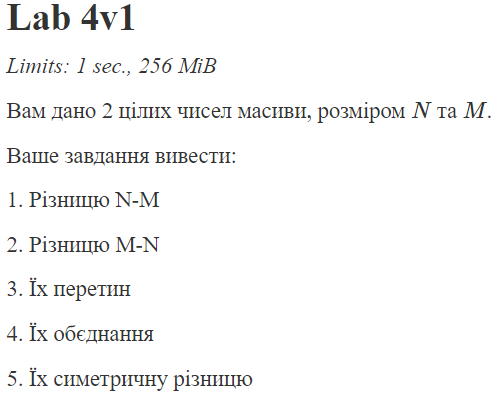 Lab 4v1
Limits: 1 sec., 256 MiB
Вам дано 2 цілих чисел масиви, розміром N та M.
Ваше завдання вивести:
1. Різницю N-M
2. Різницю M-N
3. Їх перетин
4. Їх обєднання
5. Їх симетричну різницю